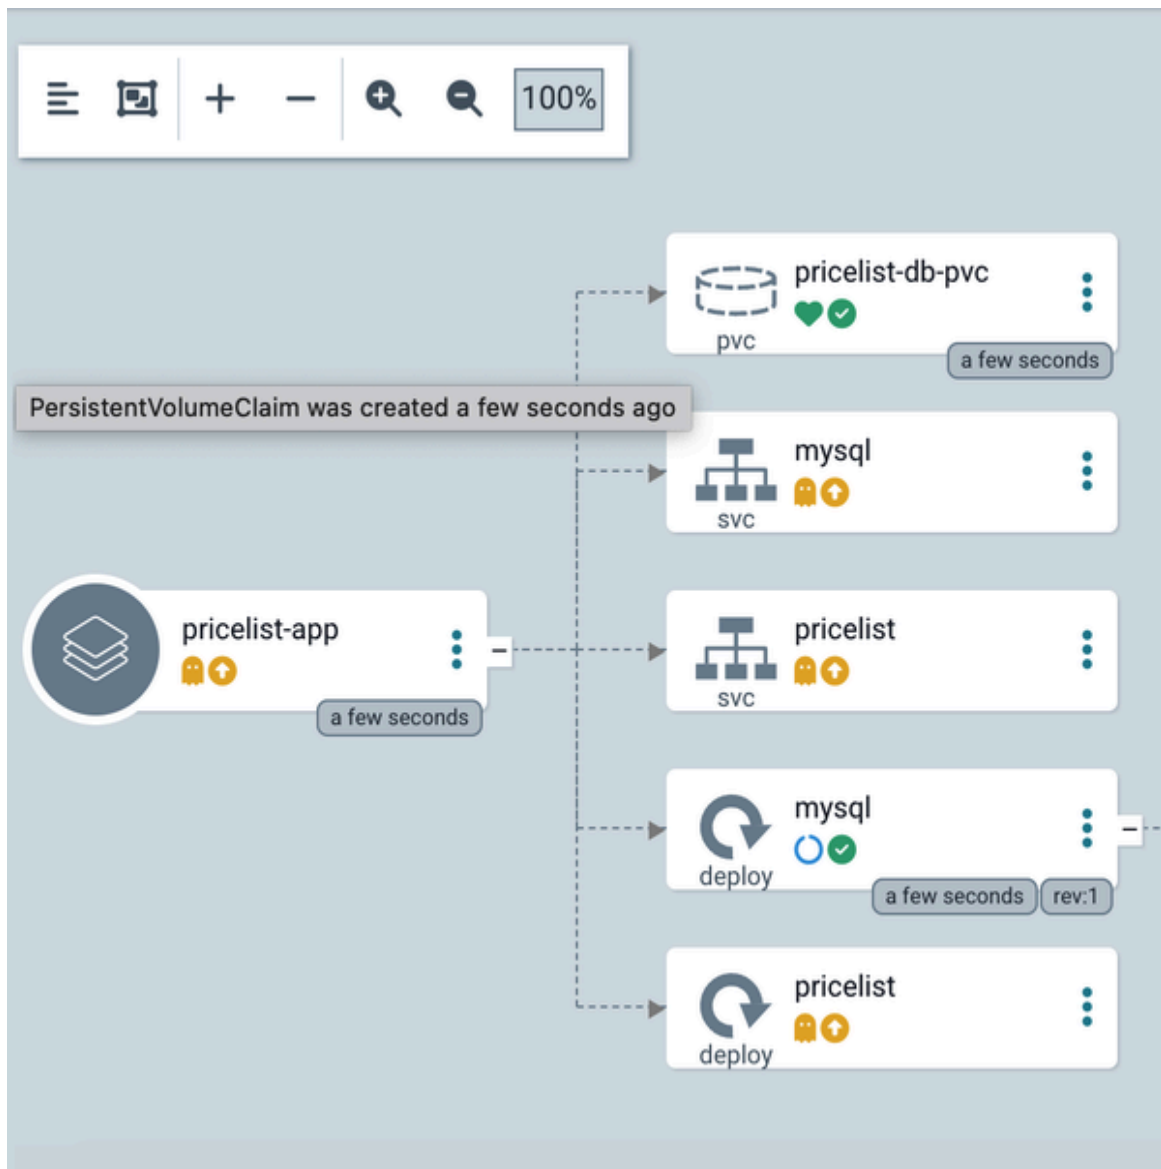 100%
pricelist-db-pvc
pvc
a few seconds
PersistentVolumeClaim was created a few seconds ago
mysql
svc
pricelist-app
a few seconds
pricelist
svc
mysql
deploy
a few seconds
rev:1
pricelist
deploy